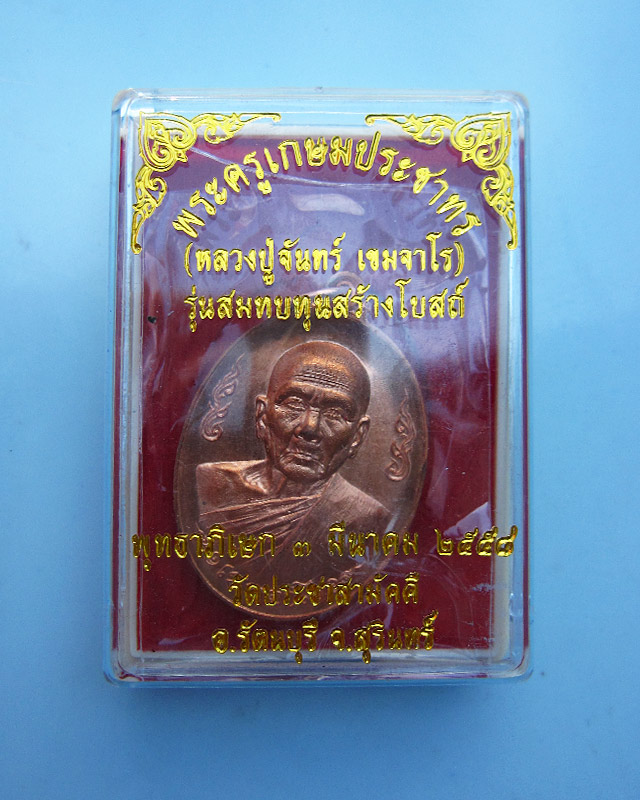 พระครูเกษมประชาทร
(หลวงปู่จันทร์ เขมจาโร)
รุ่นสมทบทุนสร้างโบสถ์
พุทธาภิเษก ๓ มีนาคม ๒๕๕๔
วัดประชาสามัคคี
อ.รัตนบุรี จ.สุรินทร์